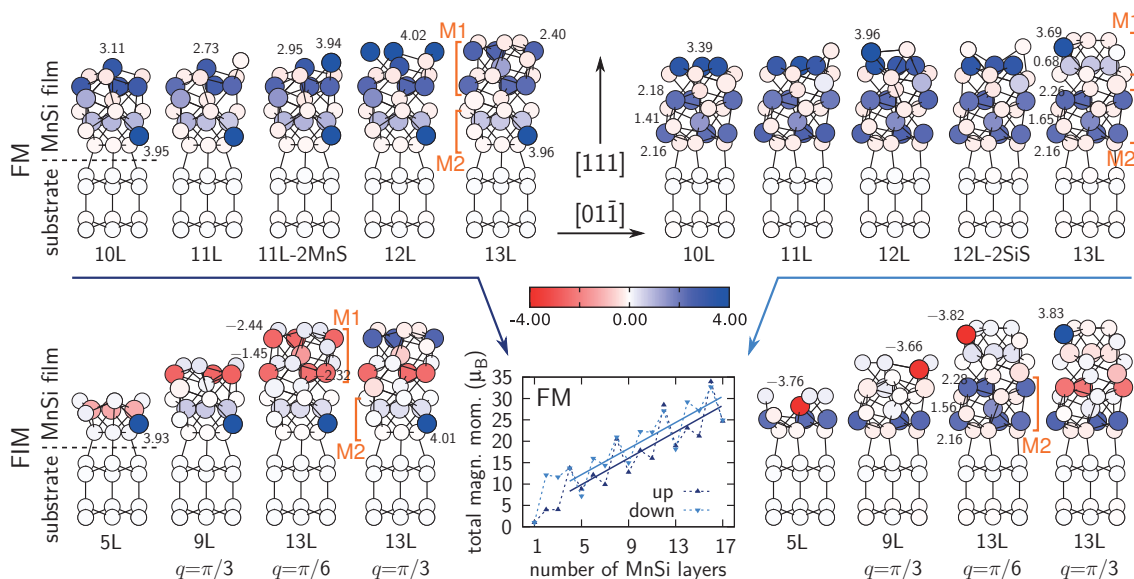 FM
substrate
MnSi film
3.11
2.73
2.95
3.94
4.02
2.40
M1
M2
3.95
3.96
10L
11L
11L-2MnS
12L
13L
[111]
[011̄]
3.39
3.96
3.69
0.68
2.18
1.41
2.16
2.26
1.65
2.16
M1
M2
10L
11L
12L
12L-2SiS
13L
-4.00
0.00
4.00
FIM
substrate
MnSi film
−2.44
−1.45
−2.32
M1
M2
3.93
4.01
5L
9L
13L
13L
q=π/3
q=π/6
q=π/3
total magn. mom. (μB)
35
30
25
20
15
10
5
0
FM
up
down
1
5
9
13
17
number of MnSi layers
−3.76
−3.66
−3.82
3.83
2.29
1.56
2.16
M2
5L
9L
13L
13L
q=π/3
q=π/6
q=π/3